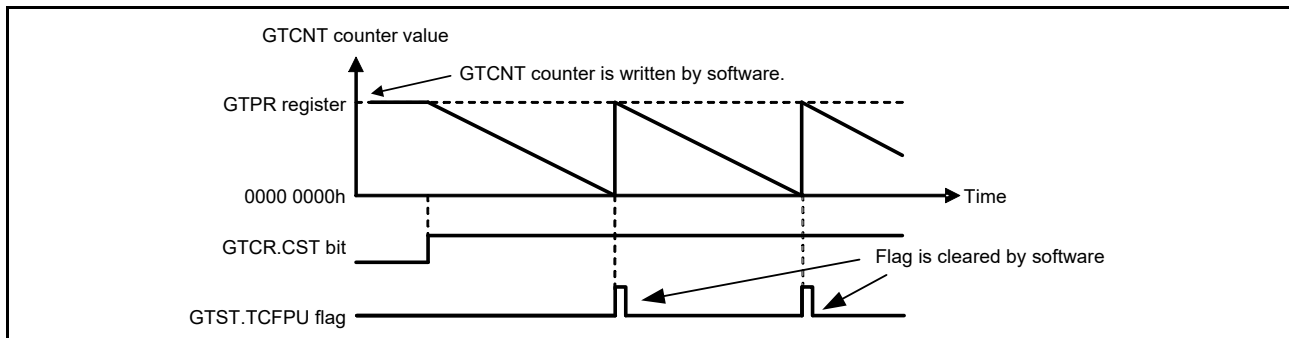 GTCNT counter value
GTCNT counter is written by software.
GTPR register
0000 0000h
Time
GTCR.CST bit
Flag is cleared by software
GTST.TCFPU flag